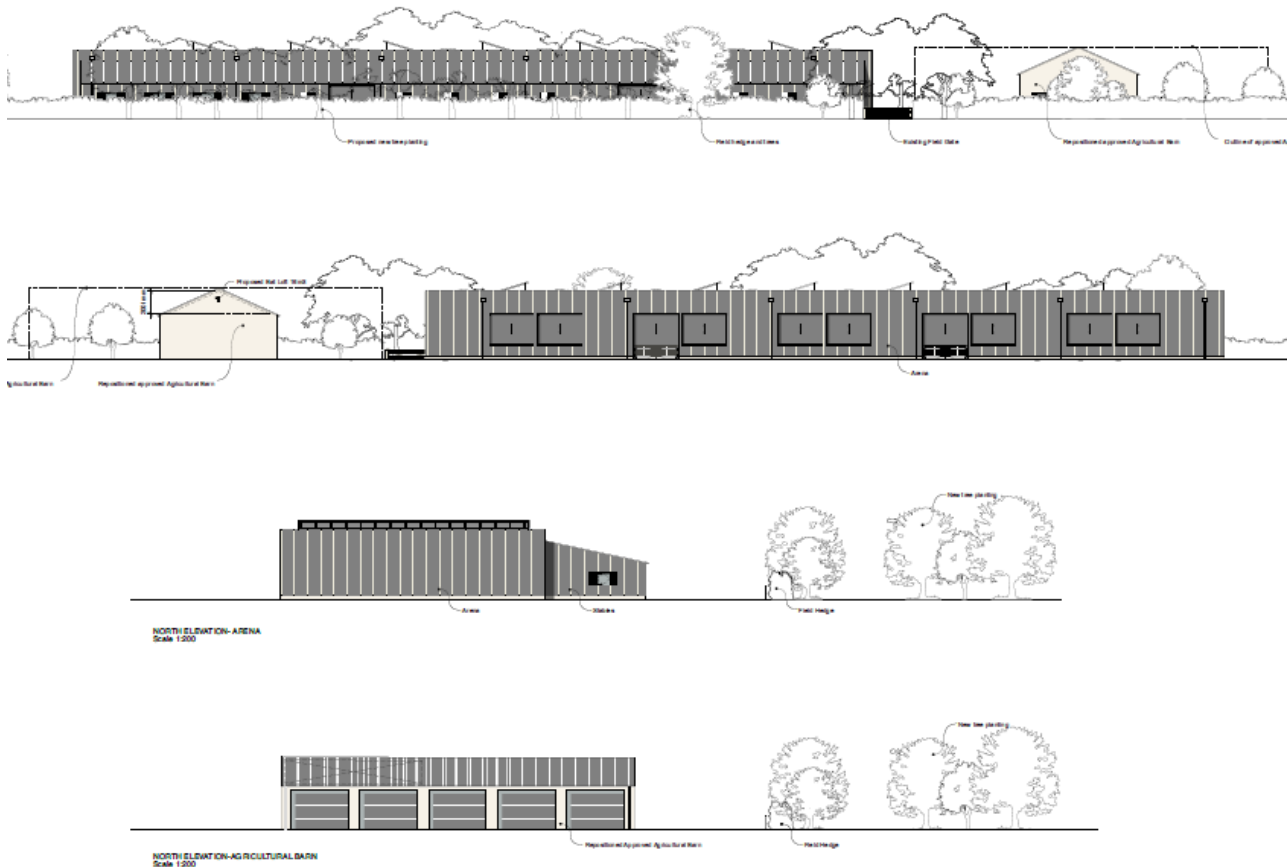 Proposed new tree planting
Field hedge and trees
Existing Field Gate
Repositioned approved Agricultural Barn
Outline of approved A
Proposed Bat Loft
Agricultural Barn
Repositioned approved Agricultural Barn
Arena
New tree planting
Arena
Stables
Field Hedge
NORTH ELEVATION- ARENA
Scale 1:200
New tree planting
Repositioned Approved Agricultural Barn
Field Hedge
NORTH ELEVATION-AGRICULTURAL BARN
Scale 1:200